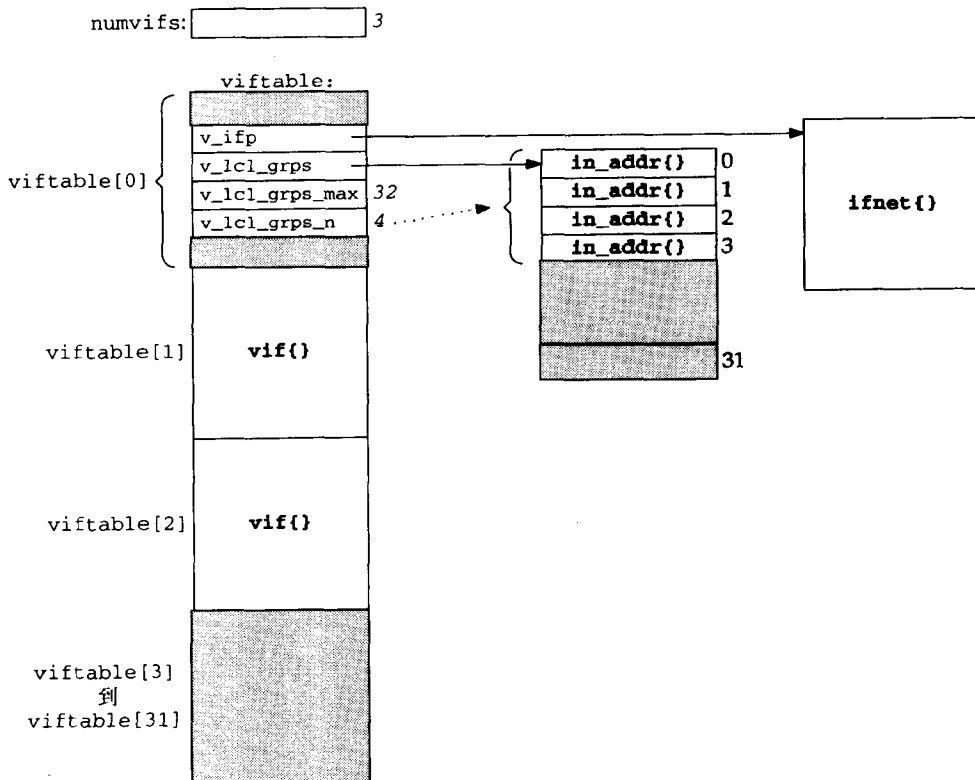 numvifs: 3
viftable:
viftable[0]
v_ifp
v_lcl_grps
v_lcl_grps_max 32
v_lcl_grps_n 4
in_addr{} 0
in_addr{} 1
in_addr{} 2
in_addr{} 3
31
ifnet{}
viftable[1] vif{}
viftable[2] vif{}
viftable[3]
到
viftable[31]